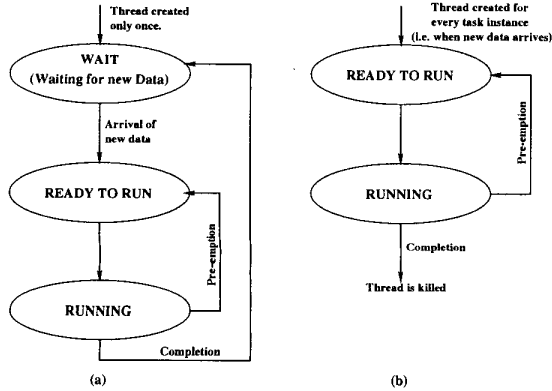 Thread created
only once.
WAIT
(Waiting for new Data)
Arrival of
new data
READY TO RUN
Pre-emption
RUNNING
Completion
(a)
Thread created for
every task instance
(i.e. when new data arrives)
READY TO RUN
Pre-emption
RUNNING
Completion
Thread is killed
(b)